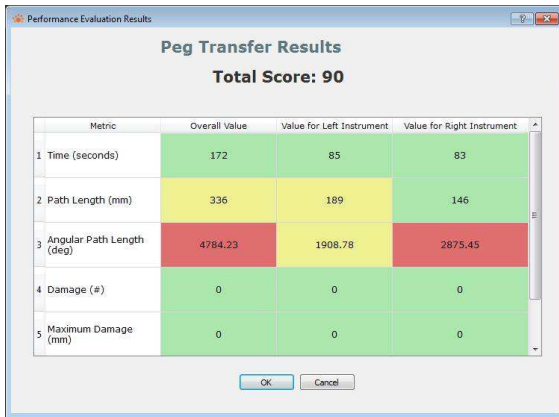 Performance Evaluation Results
Peg Transfer Results
Total Score: 90
Metric Overall Value Value for Left Instrument Value for Right Instrument
1 Time (seconds) 172 85 83
2 Path Length (mm) 336 189 146
3 Angular Path Length (deg) 4784.23 1908.78 2875.45
4 Damage (#) 0 0 0
5 Maximum Damage (mm) 0 0 0
OK Cancel